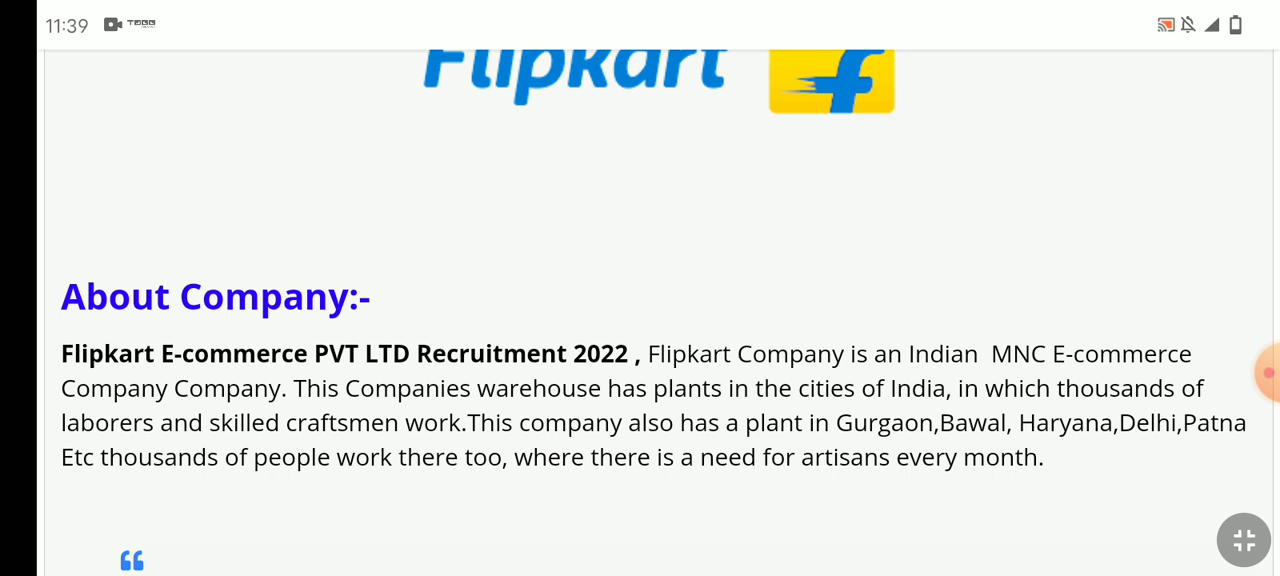 11:39
Flipkart
About Company:-
Flipkart E-commerce PVT LTD Recruitment 2022 , Flipkart Company is an Indian  MNC E-commerce
Company Company. This Companies warehouse has plants in the cities of India, in which thousands of
laborers and skilled craftsmen work.This company also has a plant in Gurgaon,Bawal, Haryana,Delhi,Patna
Etc thousands of people work there too, where there is a need for artisans every month.
“